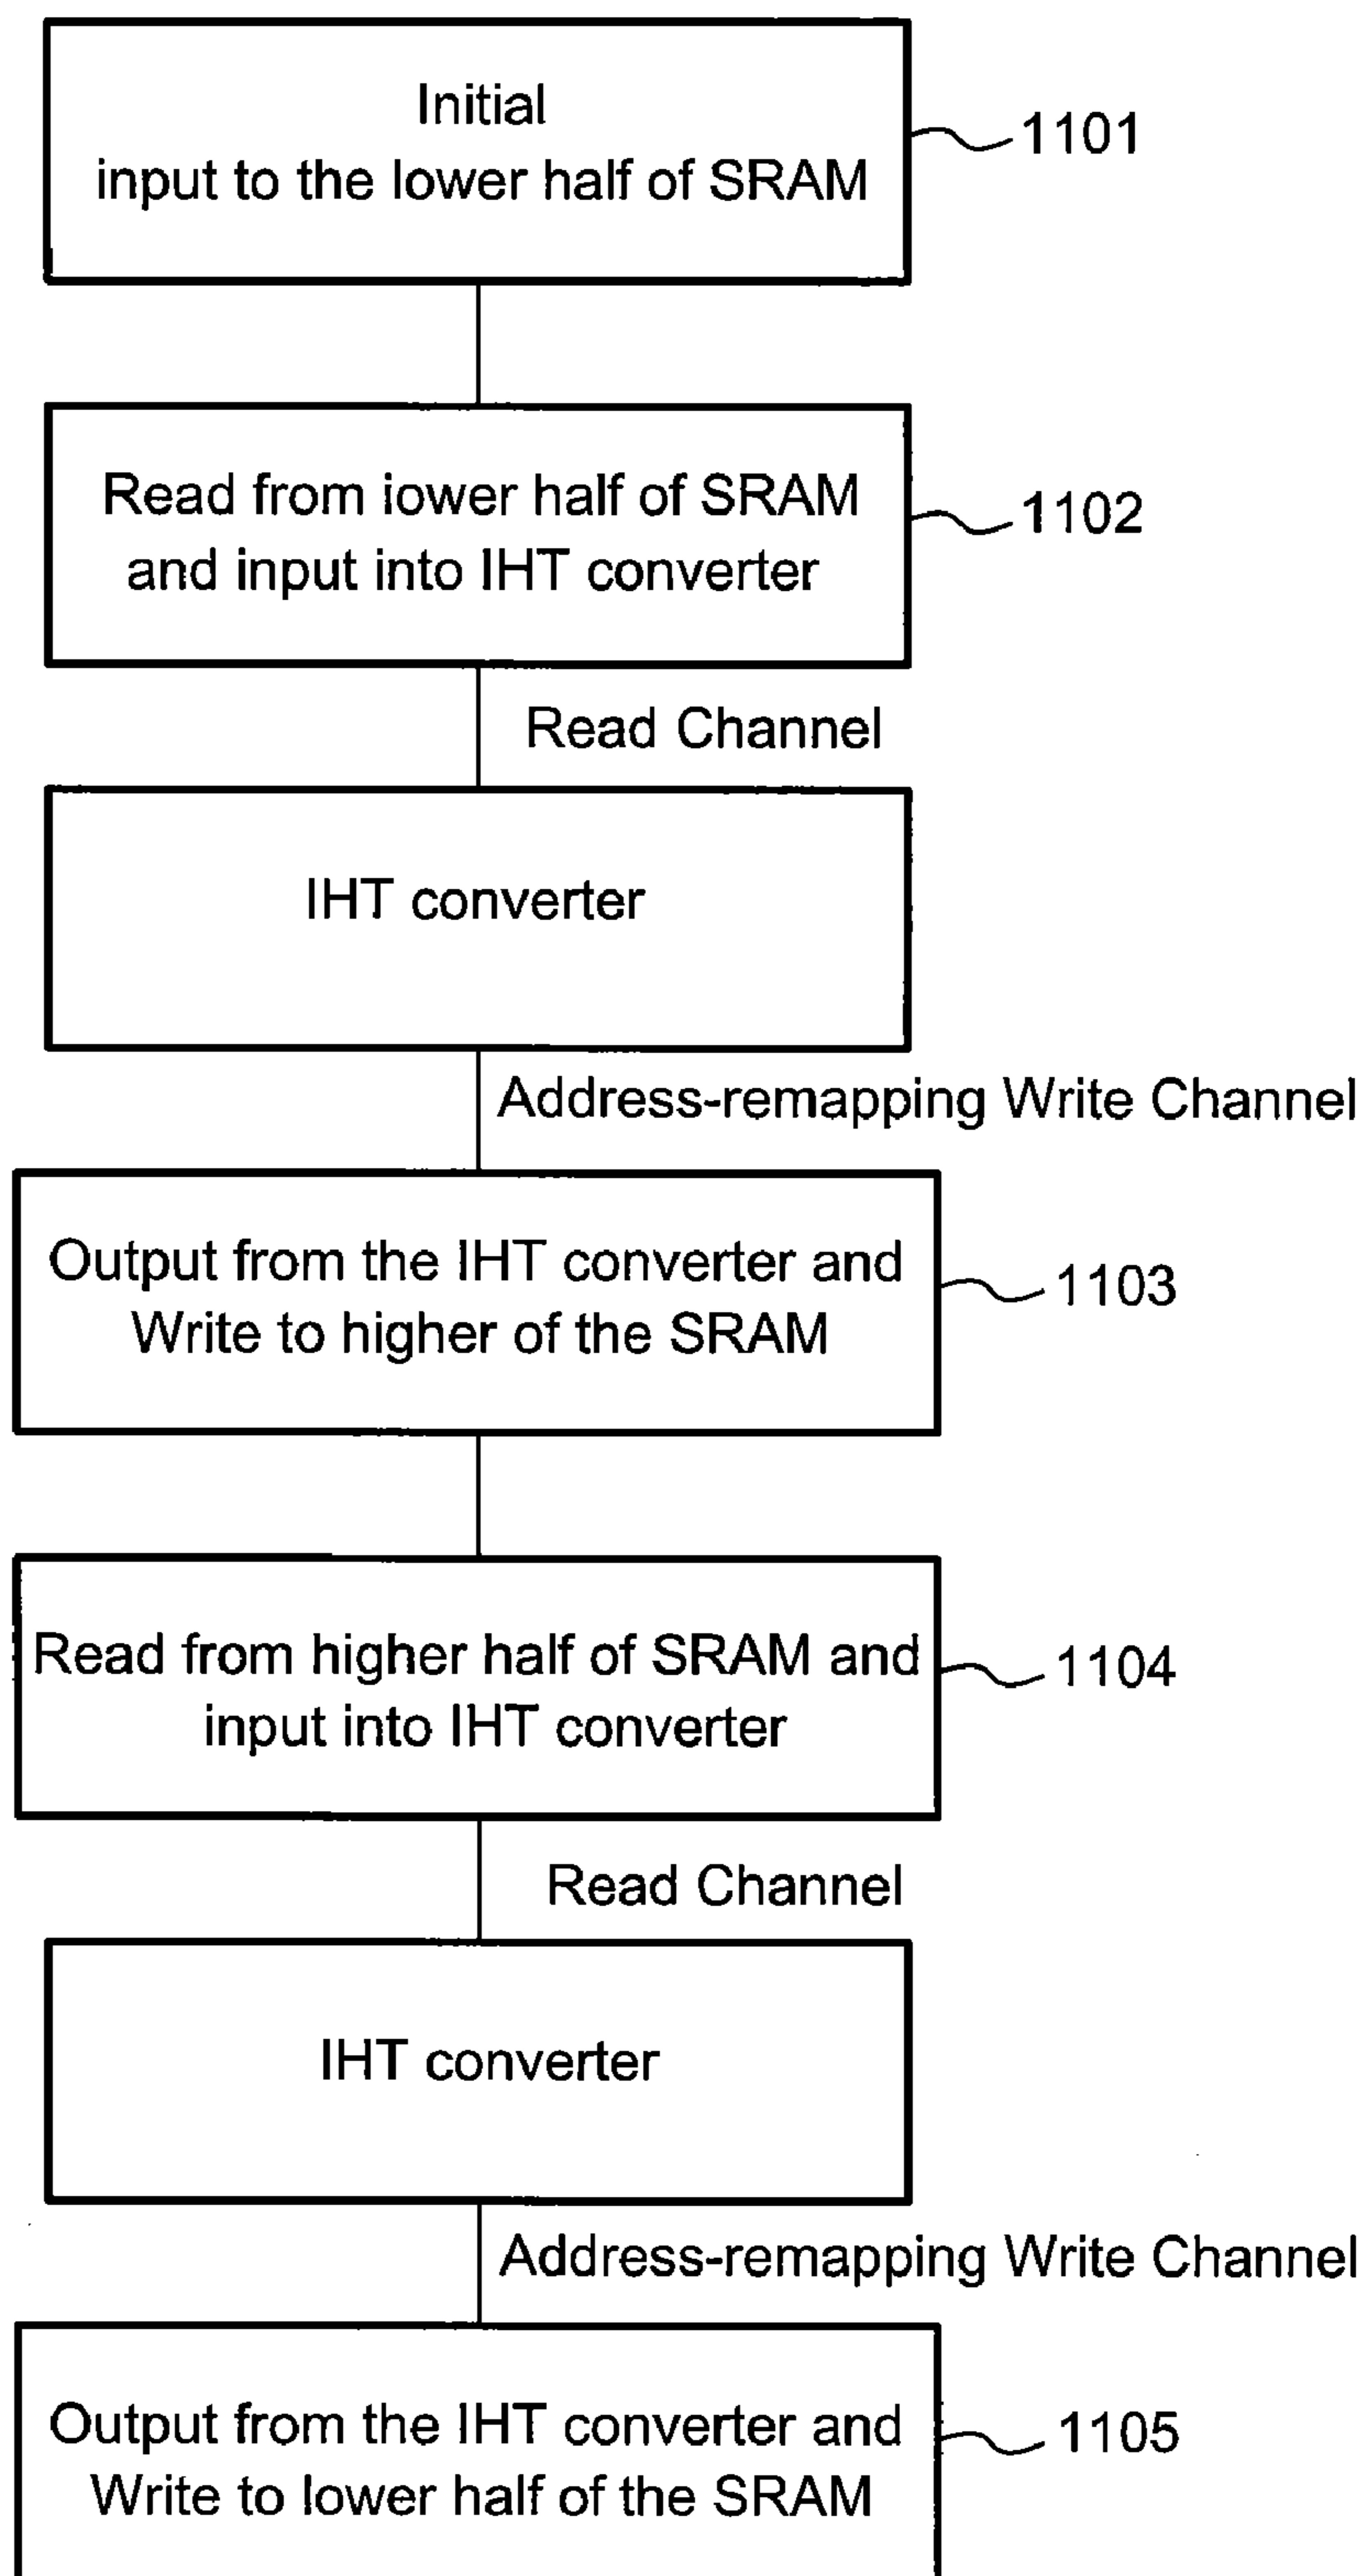 Initial
input to the lower half of SRAM
1101
Read from iower half of SRAM
and input into IHT converter
1102
Read Channel
IHT converter
Address-remapping Write Channel
Output from the IHT converter and
Write to higher of the SRAM
1103
Read from higher half of SRAM and
input into IHT converter
1104
Read Channel
IHT converter
Address-remapping Write Channel
Output from the IHT converter and
Write to lower half of the SRAM
1105